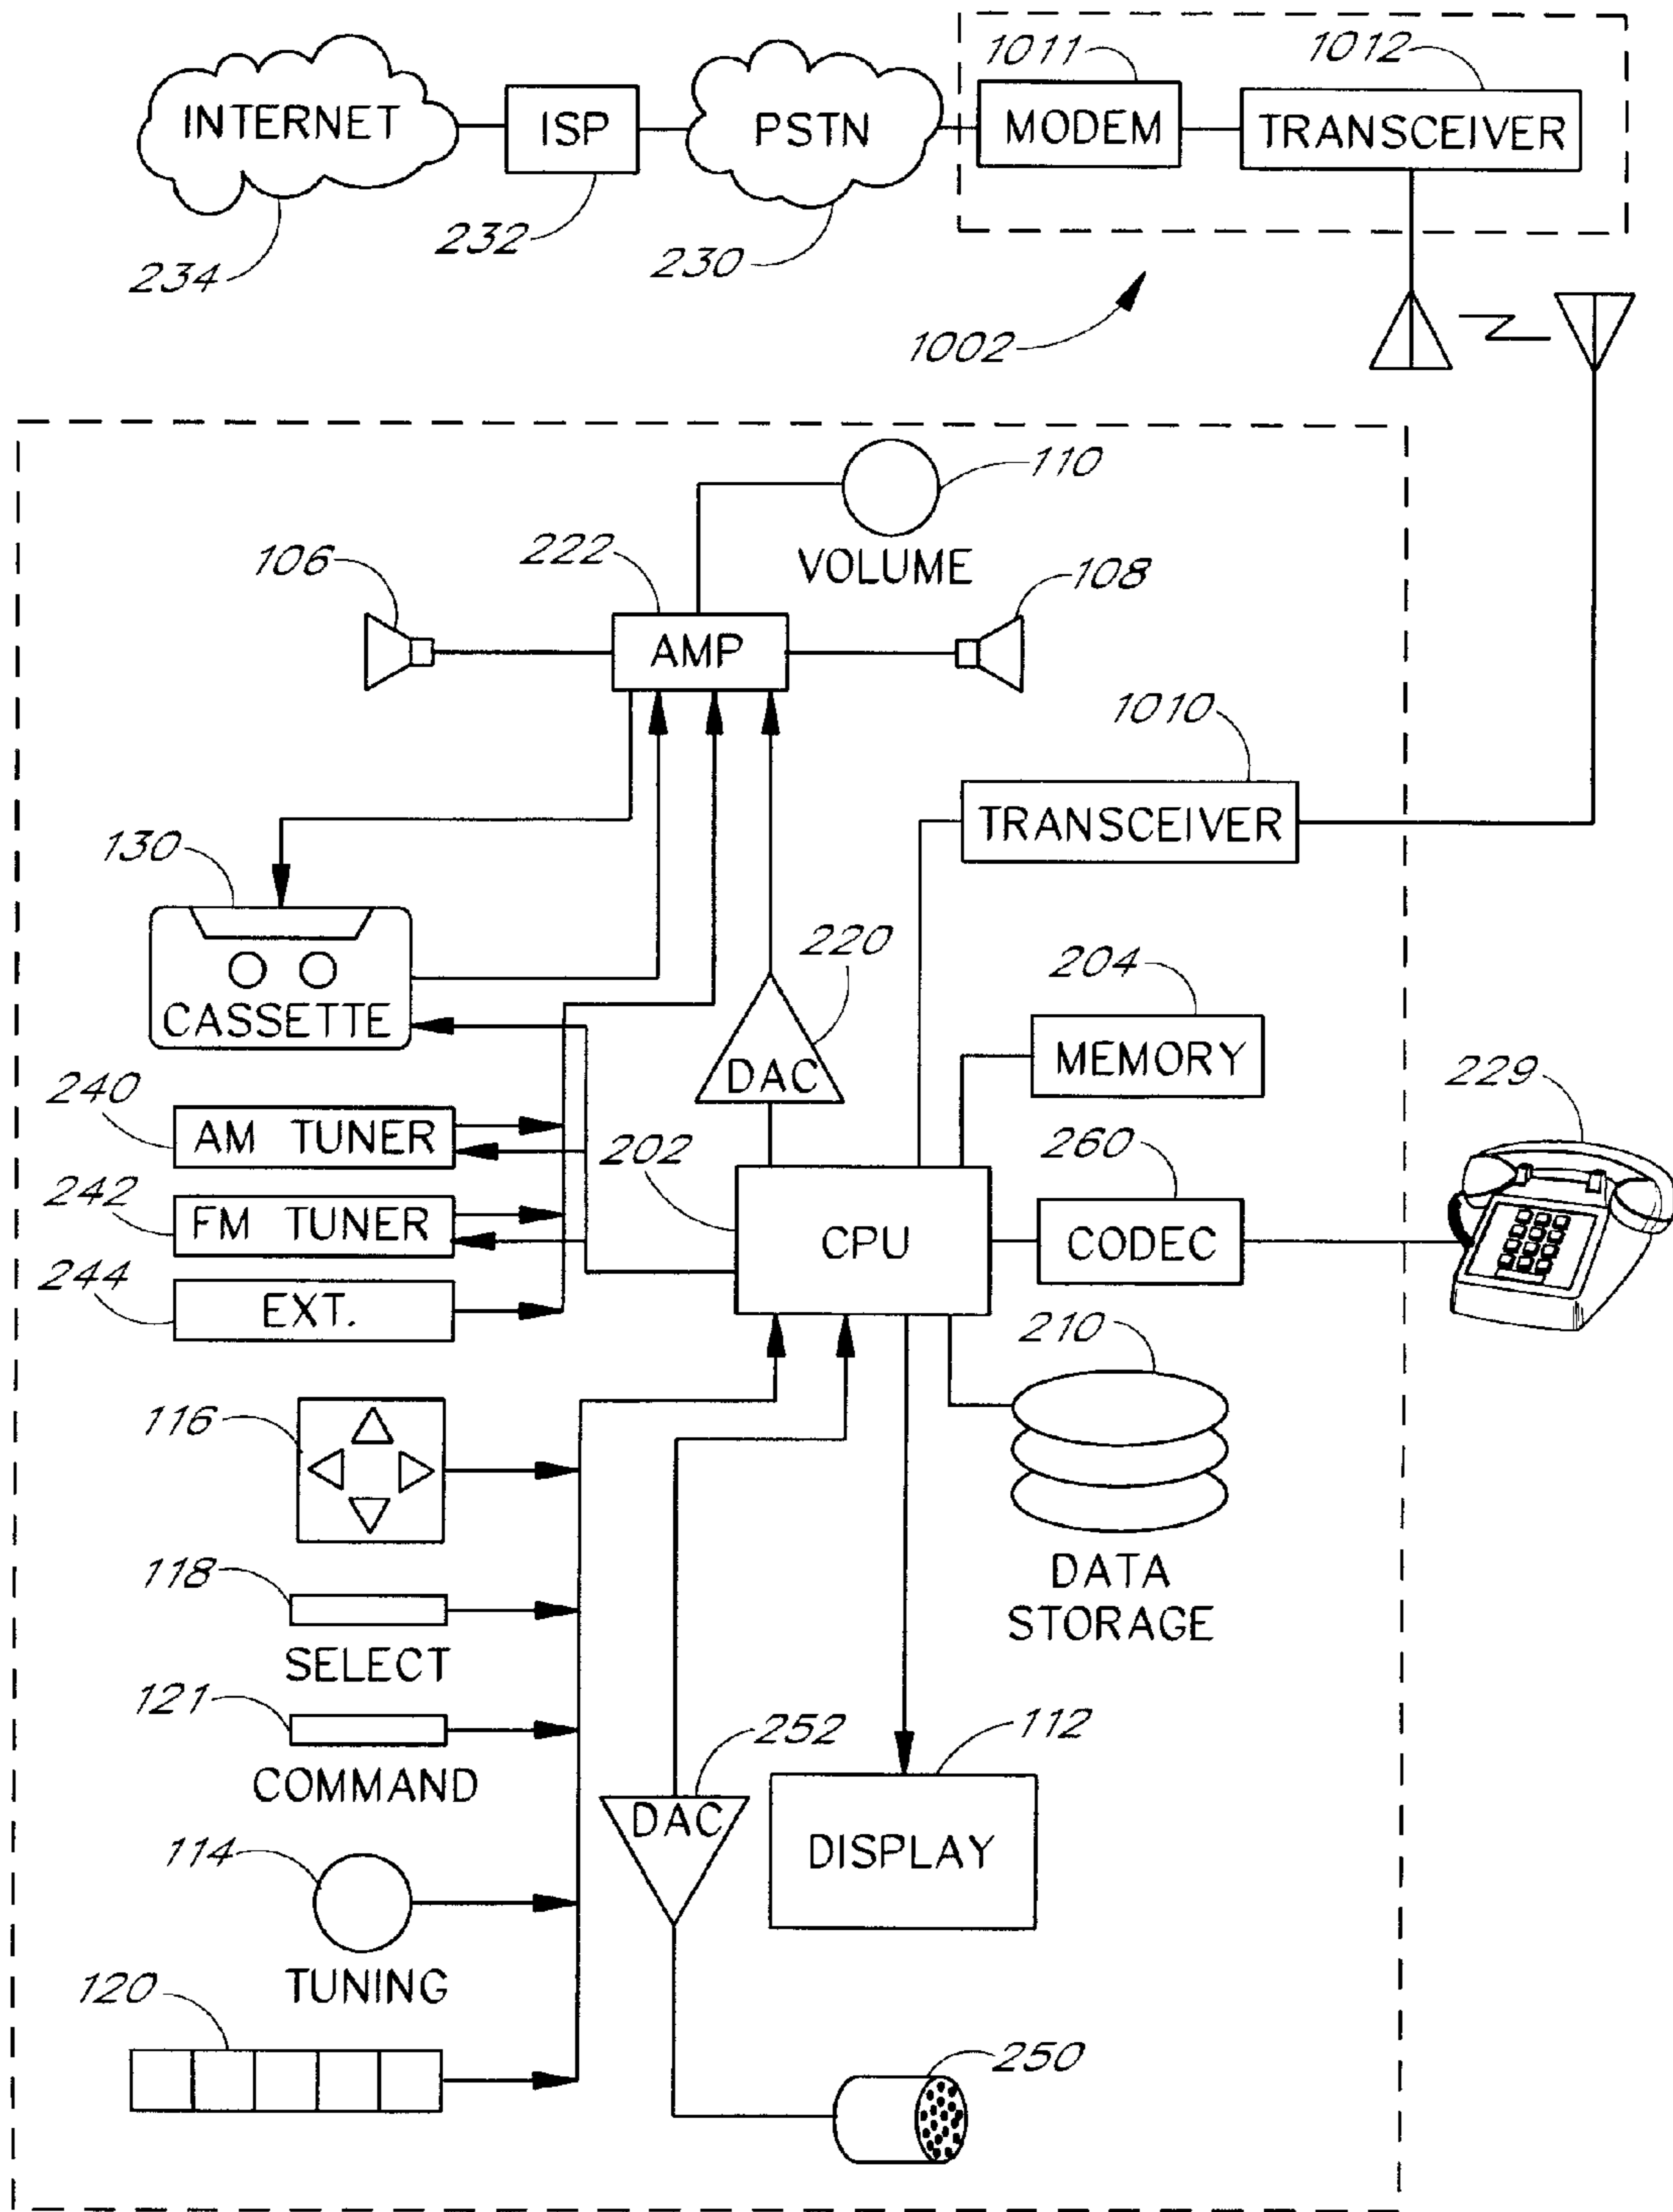 1011
1012
INTERNET
ISP
PSTN
MODEM
TRANSCEIVER
234
232
230
1002
110
106
222
VOLUME
108
AMP
1010
TRANSCEIVER
130
220
204
CASSETTE
DAC
MEMORY
229
240
AM TUNER
202
260
242
FM TUNER
CPU
CODEC
244
EXT.
210
116
DATA
STORAGE
118
SELECT
121
252
112
COMMAND
DAC
DISPLAY
114
TUNING
120
250